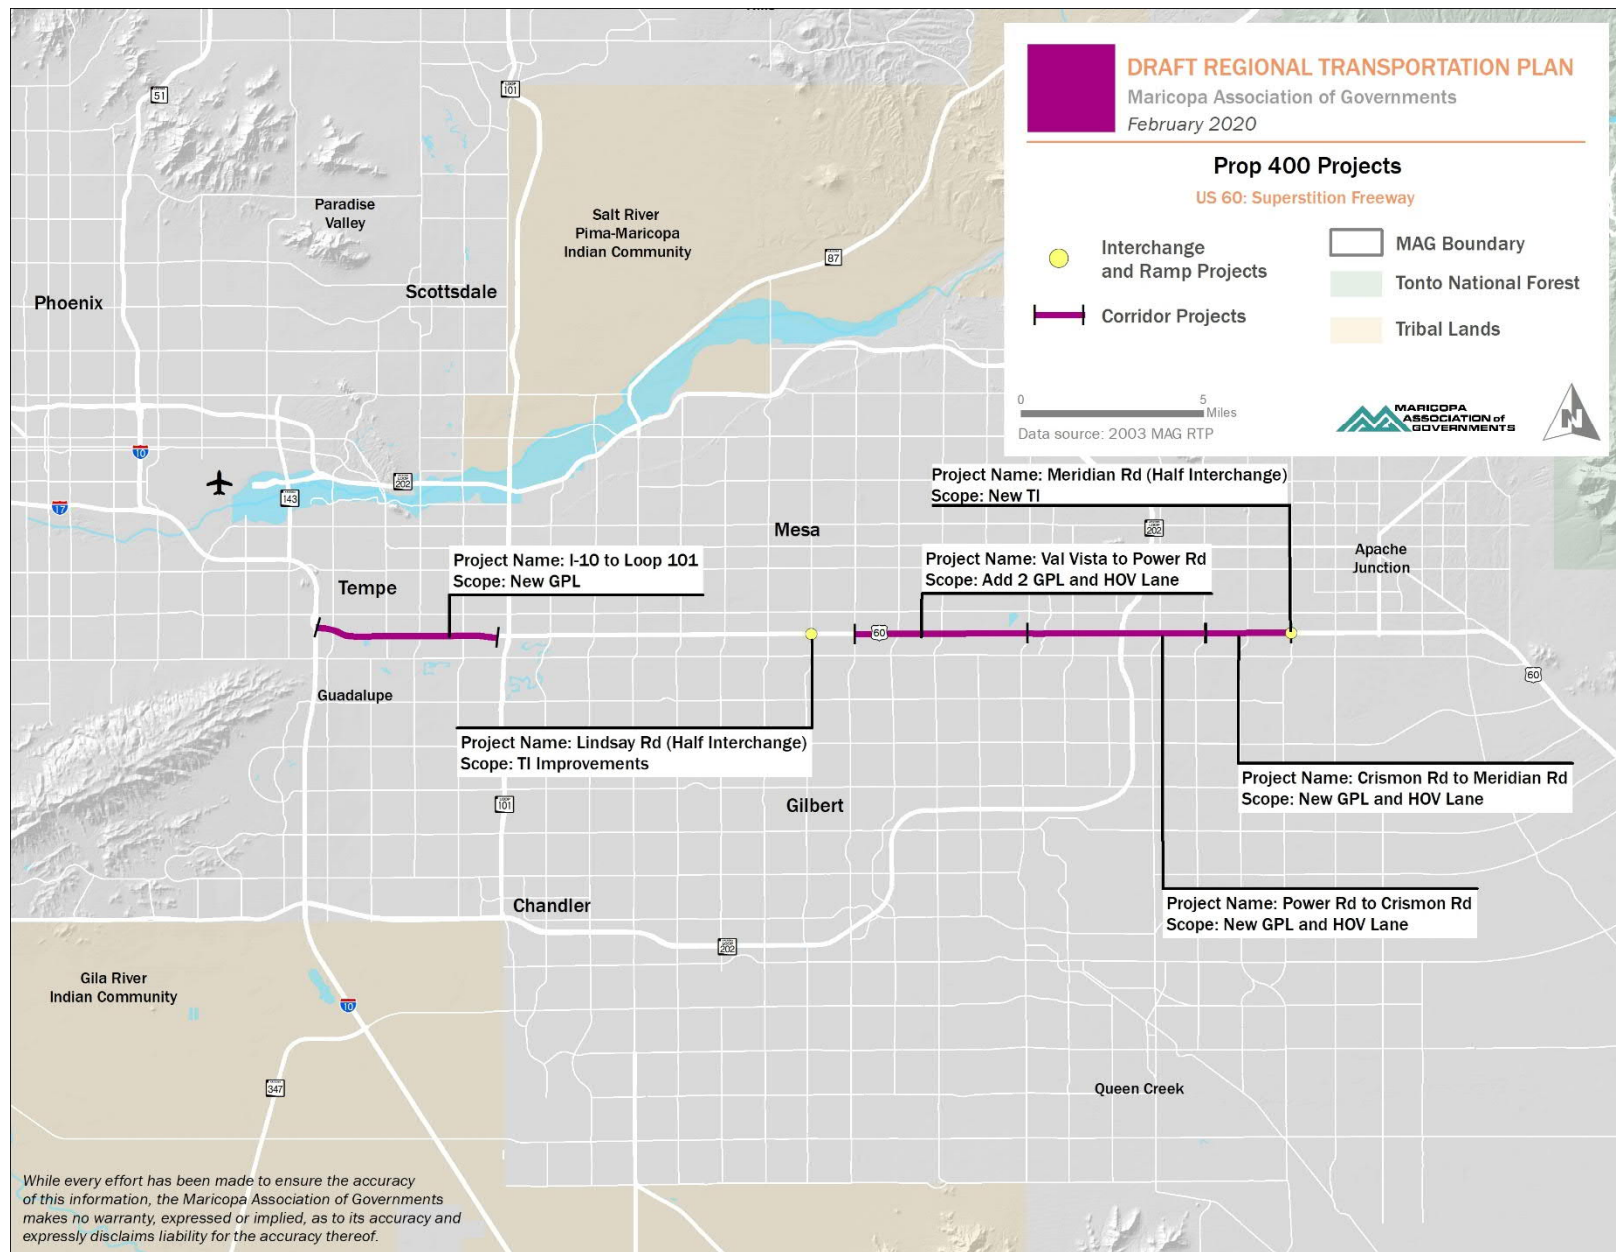 DRAFT REGIONAL TRANSPORTATION PLAN
Maricopa Association of Governments
February 2020
Prop 400 Projects
US 60: Superstition Freeway
Interchange
and Ramp Projects
Corridor Projects
MAG Boundary
Tonto National Forest
Tribal Lands
0
5
Miles
Data source: 2003 MAG RTP
MARICOPA
ASSOCIATION of
GOVERNMENTS
N
51
101
Paradise
Valley
Salt River
Pima-Maricopa
Indian Community
87
Phoenix
Scottsdale
10
17
143
LOOP
202
Mesa
Project Name: Meridian Rd (Half Interchange)
Scope: New TI
202
Apache
Junction
Project Name: I-10 to Loop 101
Scope: New GPL
Project Name: Val Vista to Power Rd
Scope: Add 2 GPL and HOV Lane
Tempe
60
60
Guadalupe
Project Name: Lindsay Rd (Half Interchange)
Scope: TI Improvements
Project Name: Crismon Rd to Meridian Rd
Scope: New GPL and HOV Lane
101
Gilbert
Project Name: Power Rd to Crismon Rd
Scope: New GPL and HOV Lane
Chandler
202
Gila River
Indian Community
10
347
Queen Creek
While every effort has been made to ensure the accuracy
of this information, the Maricopa Association of Governments
makes no warranty, expressed or implied, as to its accuracy and
expressly disclaims liability for the accuracy thereof.